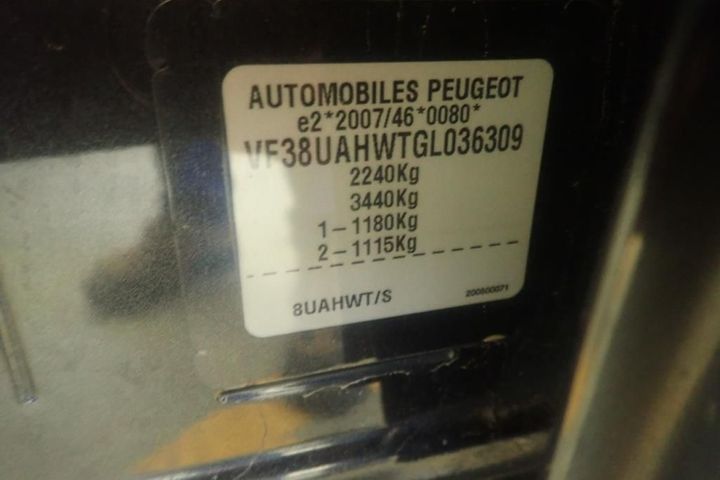 AUTOMOBILES PEUGEOT
e2*2007/46*0080*
VF38UAHWTGL036309
2240Kg
3440Kg
1-1180Kg
2-1115Kg
8UAHWT/S 200500071